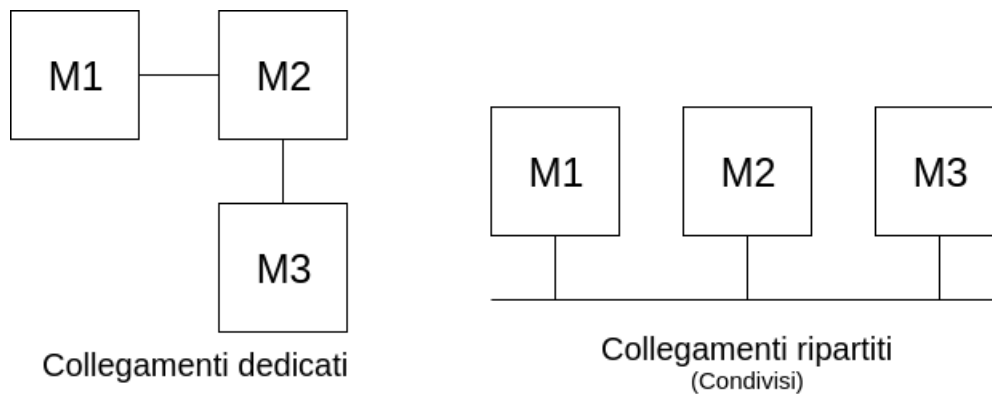 M1
M2
M3
Collegamenti dedicati
M1
M2
M3
Collegamenti ripartiti
(Condivisi)